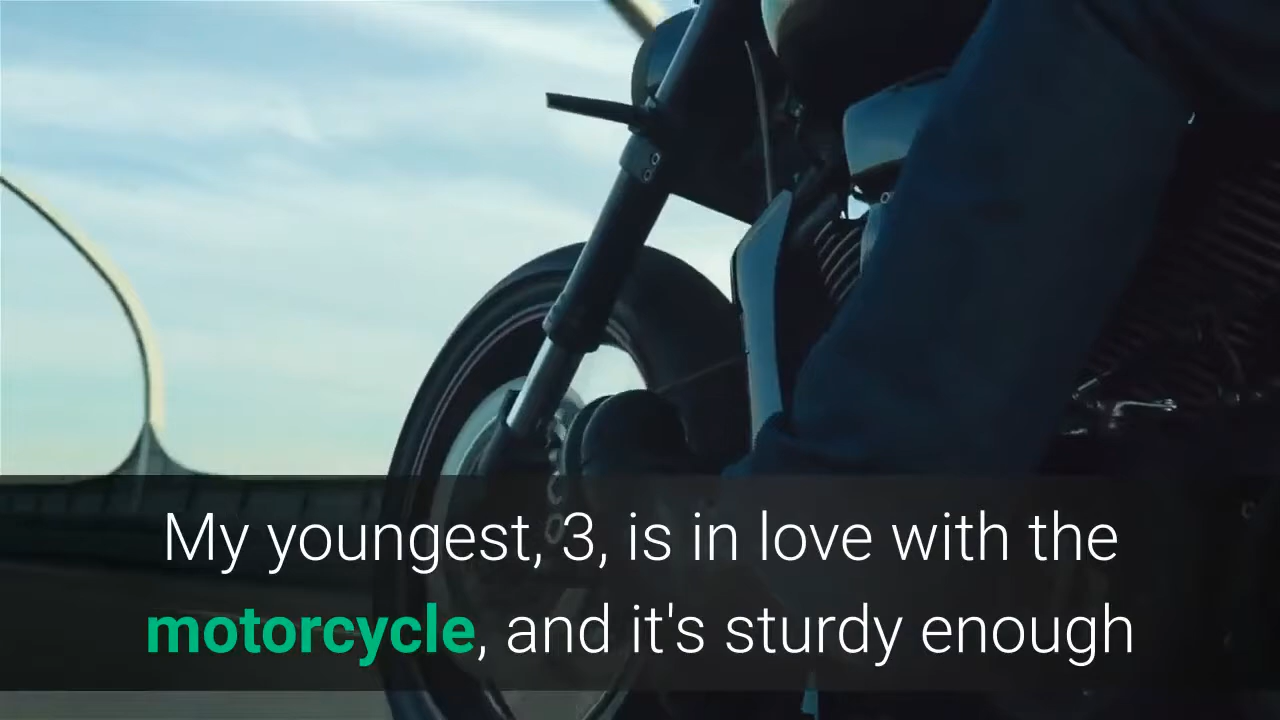 My youngest, 3, is in love with the
motorcycle, and it's sturdy enough